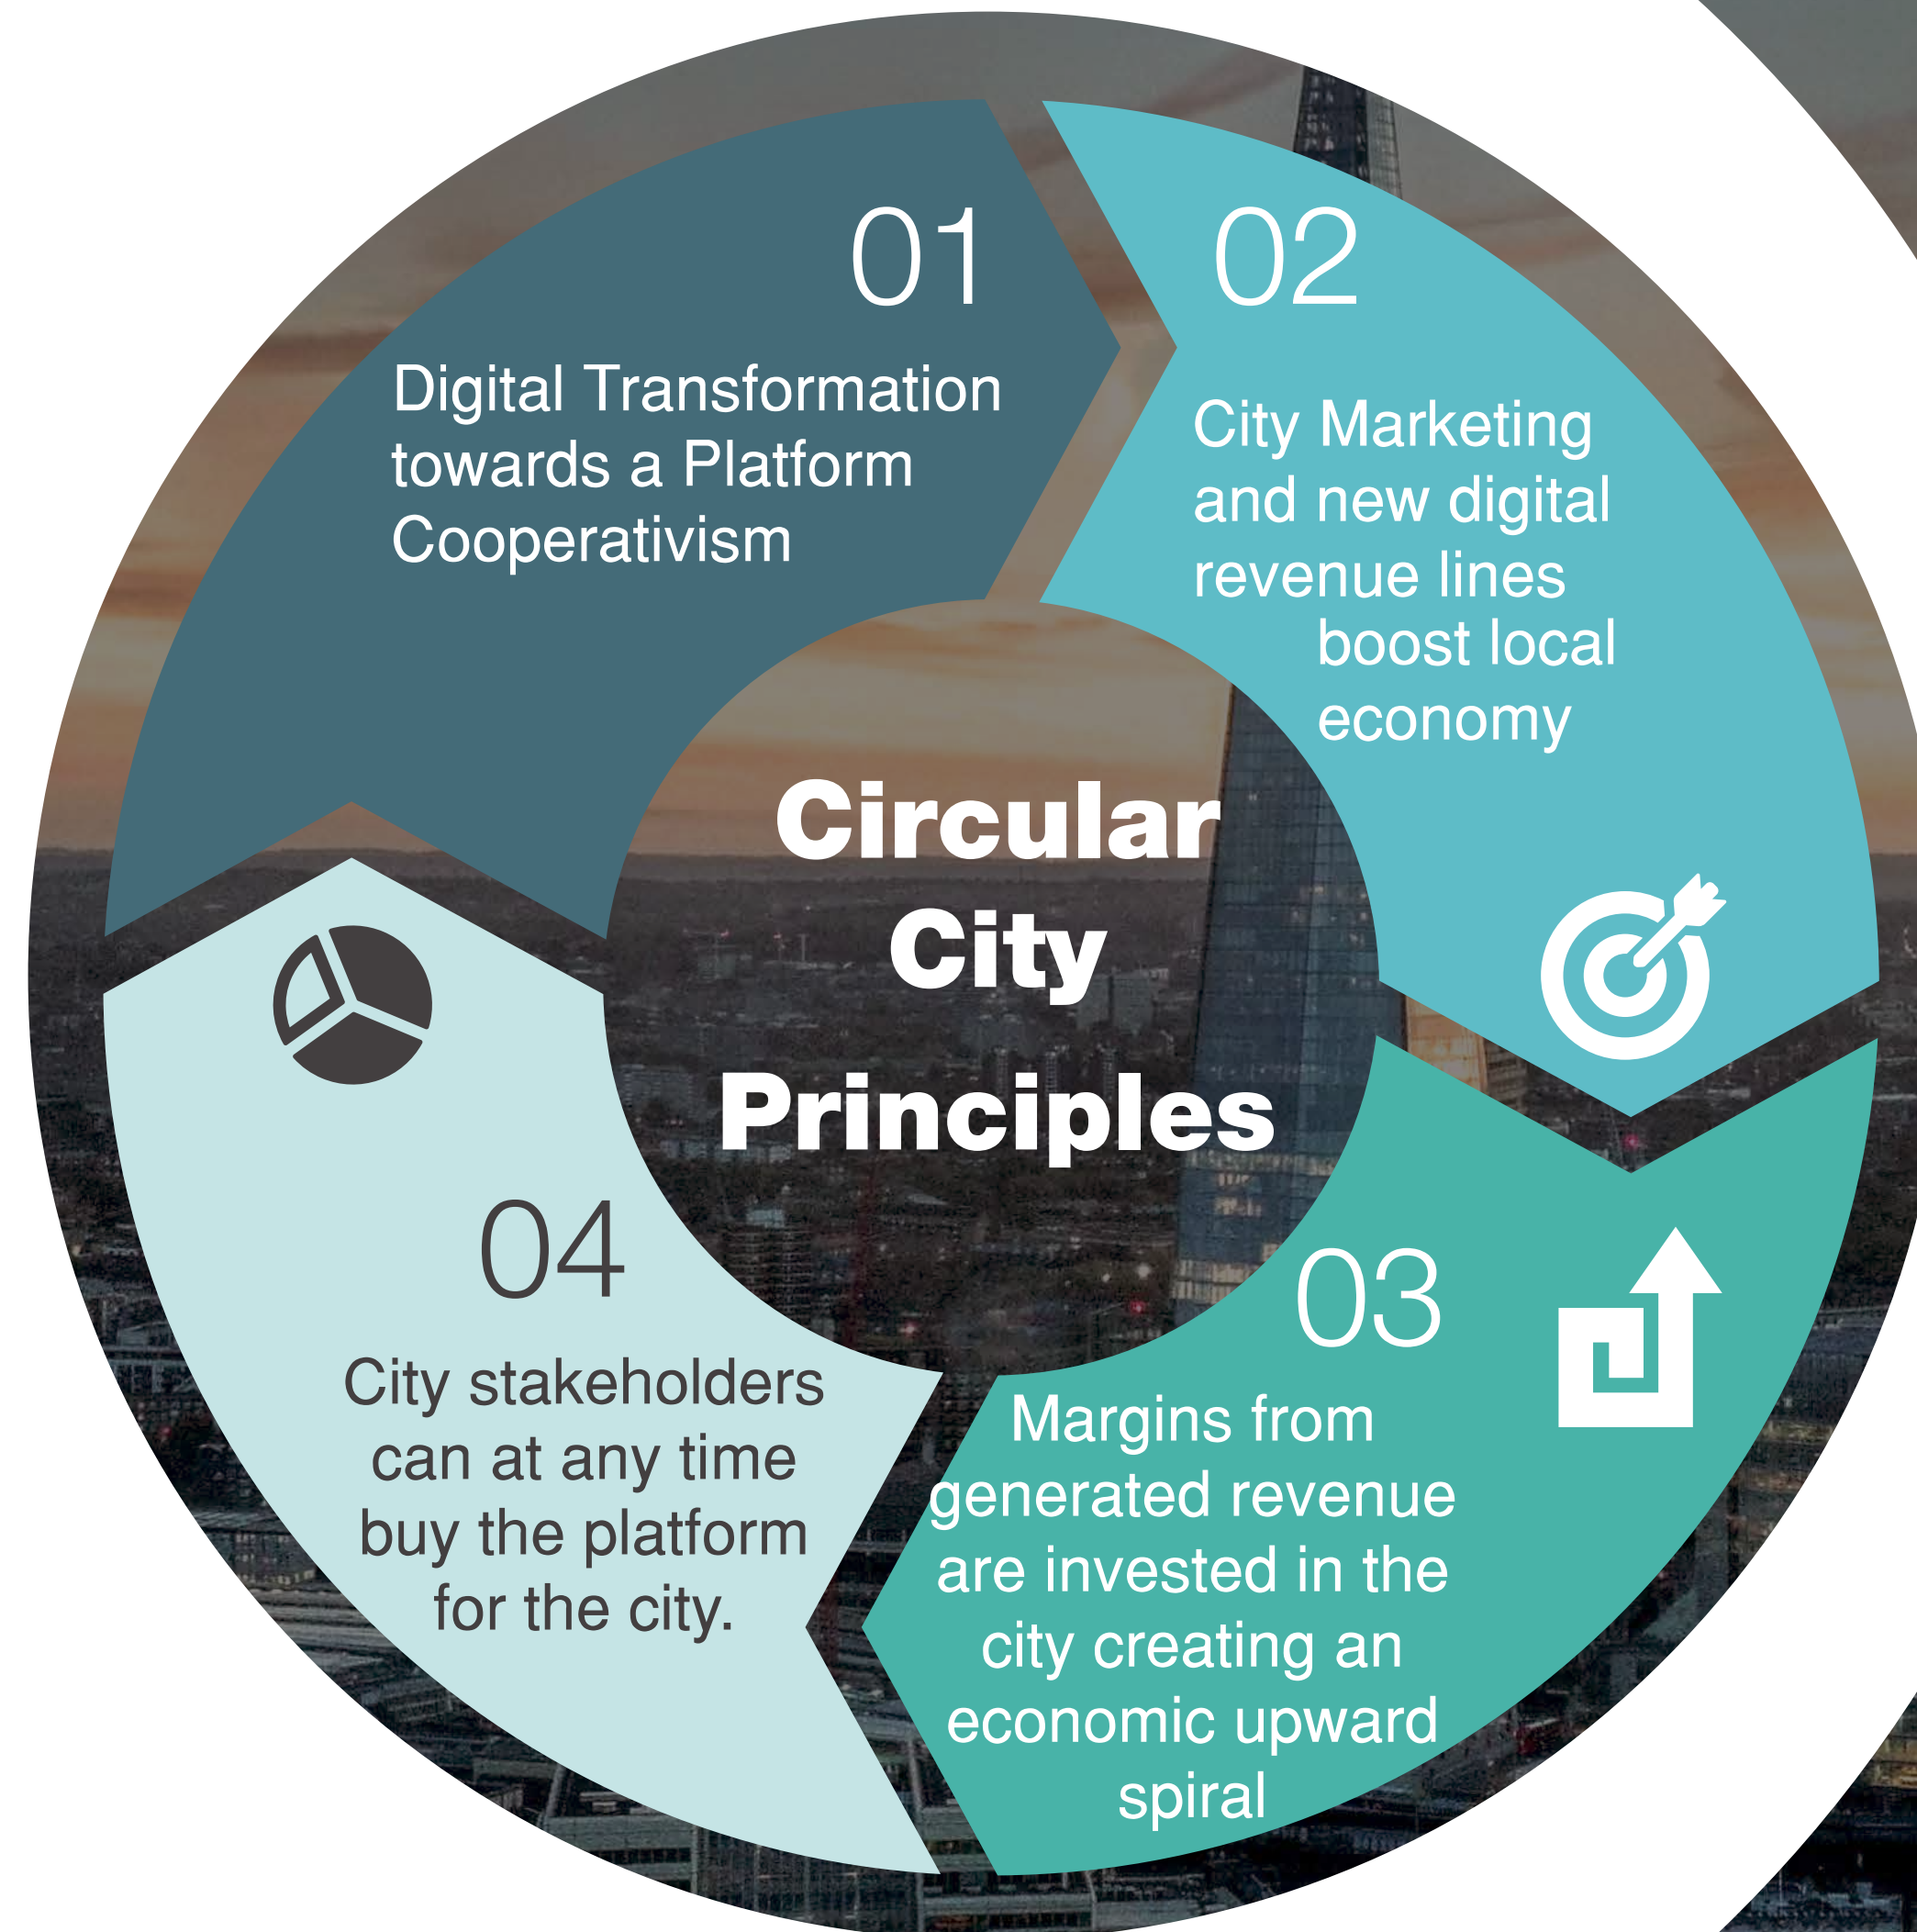 01
Digital Transformation
towards a Platform
Cooperativism
02
City Marketing
and new digital
revenue lines
boost local
economy
Circular
City
Principles
03
Margins from
generated revenue
are invested in the
city creating an
economic upward
spiral
04
City stakeholders
can at any time
buy the platform
for the city.